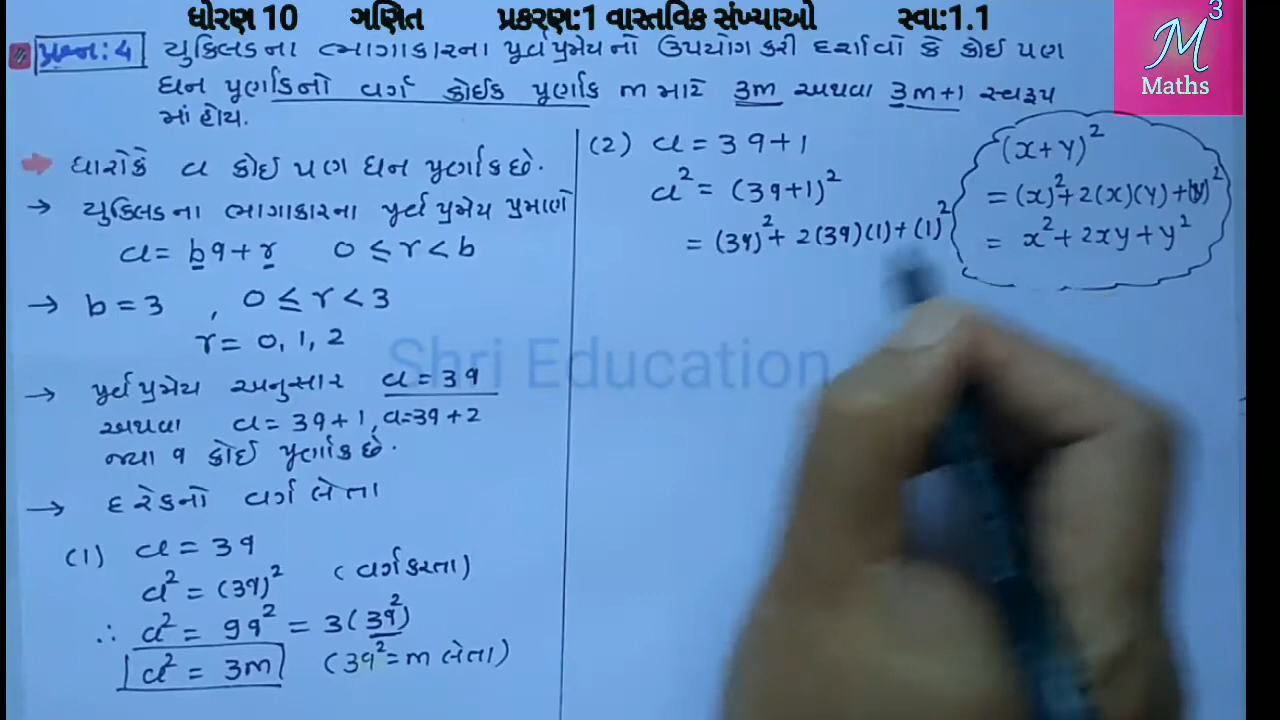 ધોરણ 10 ગણિત પ્રકરણ:1 વાસ્તવિક સંખ્યાઓ સ્વા:1.1
M³
Maths
પ્રશ્ન:4 યુક્લિડના ભાગાકારના પૂર્વ પ્રમેયનો ઉપયોગ કરી દર્શાવો કે કોઈ પણ
ધન પૂર્ણાંકનો વર્ગ કોઈક પૂર્ણાંક m માટે 3m અથવા 3m+1 સ્વરૂપ
માં હોય.
ધારોકે a કોઈ પણ ધન પૂર્ણાંક છે.
→ યુક્લિડના ભાગાકારના પૂર્વ પ્રમેય પ્રમાણે
a = bq + r 0 ≤ r < b
→ b = 3 , 0 ≤ r < 3
r = 0, 1, 2
→ પૂર્વ પ્રમેય અનુસાર a = 3q
અથવા a = 3q+1, a=3q+2
જ્યા q કોઈ પૂર્ણાંક છે.
→ દરેકનો વર્ગ લેતા
(1) a = 3q
a² = (3q)² (વર્ગ કરતા)
∴ a² = 9q² = 3(3q²)
a² = 3m (3q²=m લેતા)
(2) a = 3q+1
a² = (3q+1)²
= (3q)² + 2(3q)(1) + (1)²
(x+y)²
= (x)²+2(x)(y)+(y)²
= x²+2xy+y²
Shri Education